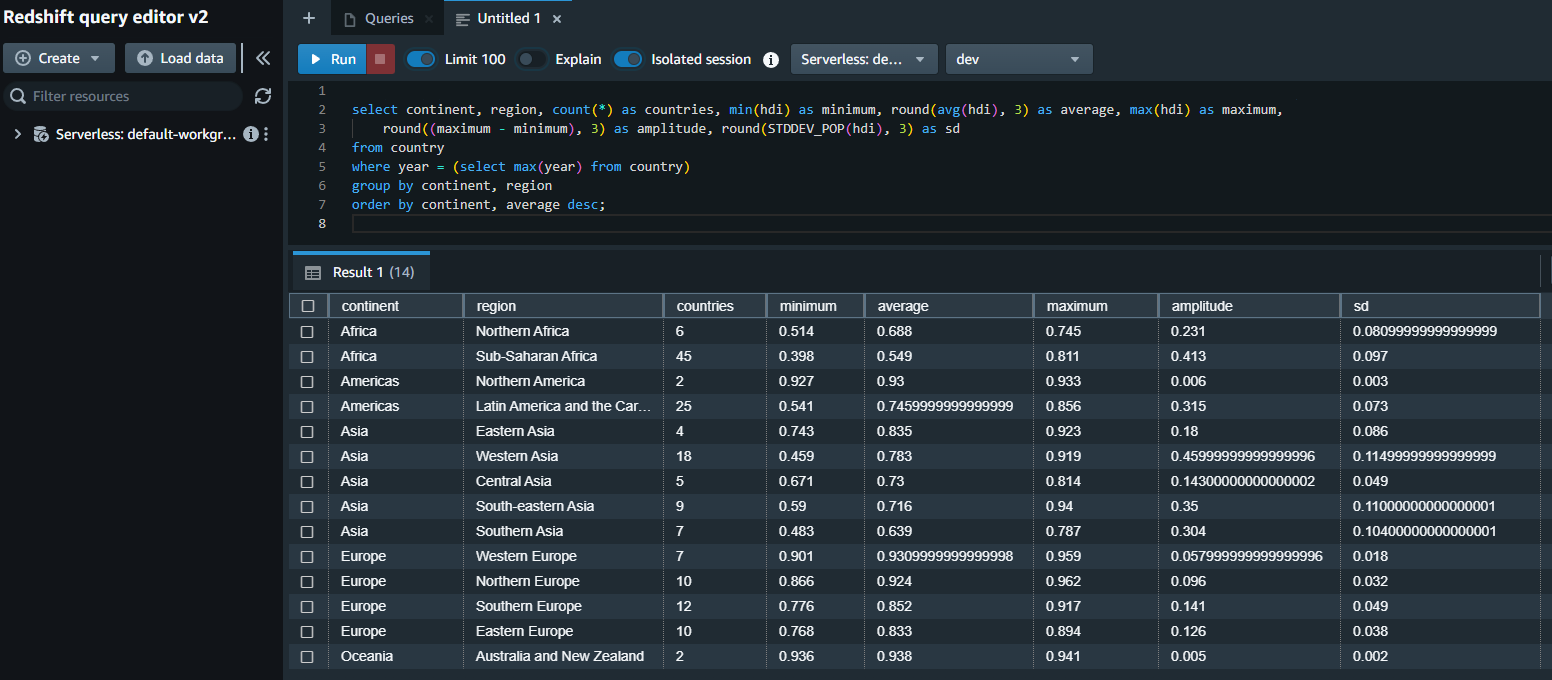 Redshift query editor v2
Queries
Untitled 1
Create
Load data
Run
Limit 100
Explain
Isolated session
Serverless: de...
dev
Filter resources
Serverless: default-workgr...
1
2 select continent, region, count(*) as countries, min(hdi) as minimum, round(avg(hdi), 3) as average, max(hdi) as maximum,
3 round((maximum - minimum), 3) as amplitude, round(STDDEV_POP(hdi), 3) as sd
4 from country
5 where year = (select max(year) from country)
6 group by continent, region
7 order by continent, average desc;
8
Result 1 (14)
continent region countries minimum average maximum amplitude sd
Africa Northern Africa 6 0.514 0.688 0.745 0.231 0.08099999999999999
Africa Sub-Saharan Africa 45 0.398 0.549 0.811 0.413 0.097
Americas Northern America 2 0.927 0.93 0.933 0.006 0.003
Americas Latin America and the Car... 25 0.541 0.7459999999999999 0.856 0.315 0.073
Asia Eastern Asia 4 0.743 0.835 0.923 0.18 0.086
Asia Western Asia 18 0.459 0.783 0.919 0.45999999999999996 0.11499999999999999
Asia Central Asia 5 0.671 0.73 0.814 0.14300000000000002 0.049
Asia South-eastern Asia 9 0.59 0.716 0.94 0.35 0.11000000000000001
Asia Southern Asia 7 0.483 0.639 0.787 0.304 0.10400000000000001
Europe Western Europe 7 0.901 0.9309999999999998 0.959 0.057999999999999996 0.018
Europe Northern Europe 10 0.866 0.924 0.962 0.096 0.032
Europe Southern Europe 12 0.776 0.852 0.917 0.141 0.049
Europe Eastern Europe 10 0.768 0.833 0.894 0.126 0.038
Oceania Australia and New Zealand 2 0.936 0.938 0.941 0.005 0.002